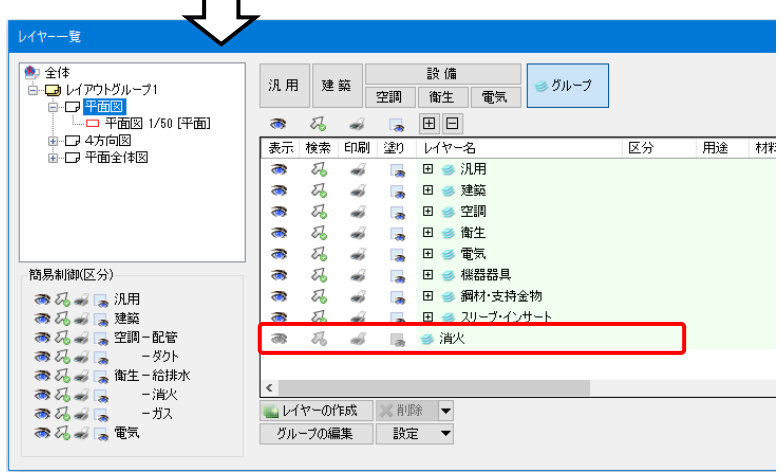 レイヤー一覧
全体
レイアウトグループ1
平面図
平面図 1/50 [平面]
4方向図
平面全体図
簡易制御(区分)
汎用
建築
空調－配管
－ダクト
衛生－給排水
－消火
－ガス
電気
汎用 建築 設備 グループ
空調 衛生 電気
表示 検索 印刷 塗り レイヤー名 区分 用途 材料
汎用
建築
空調
衛生
電気
機器器具
鋼材・支持金物
スリーブ・インサート
消火
レイヤーの作成 削除
グループの編集 設定